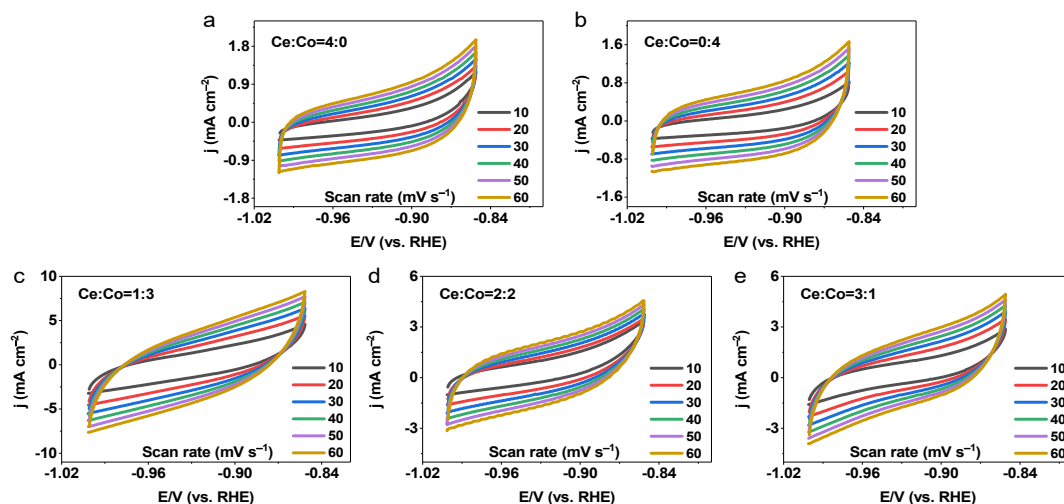 a
Ce:Co=4:0
1.8
0.9
0.0
-0.9
-1.8
j (mA cm⁻²)
10
20
30
40
50
60
Scan rate (mV s⁻¹)
-1.02
-0.96
-0.90
-0.84
E/V (vs. RHE)
b
Ce:Co=0:4
1.6
0.8
0.0
-0.8
-1.6
j (mA cm⁻²)
10
20
30
40
50
60
Scan rate (mV s⁻¹)
-1.02
-0.96
-0.90
-0.84
E/V (vs. RHE)
c
Ce:Co=1:3
10
5
0
-5
-10
j (mA cm⁻²)
10
20
30
40
50
60
Scan rate (mV s⁻¹)
-1.02
-0.96
-0.90
-0.84
E/V (vs. RHE)
d
Ce:Co=2:2
6
3
0
-3
j (mA cm⁻²)
10
20
30
40
50
60
Scan rate (mV s⁻¹)
-1.02
-0.96
-0.90
-0.84
E/V (vs. RHE)
e
Ce:Co=3:1
6
3
0
-3
j (mA cm⁻²)
10
20
30
40
50
60
Scan rate (mV s⁻¹)
-1.02
-0.96
-0.90
-0.84
E/V (vs. RHE)